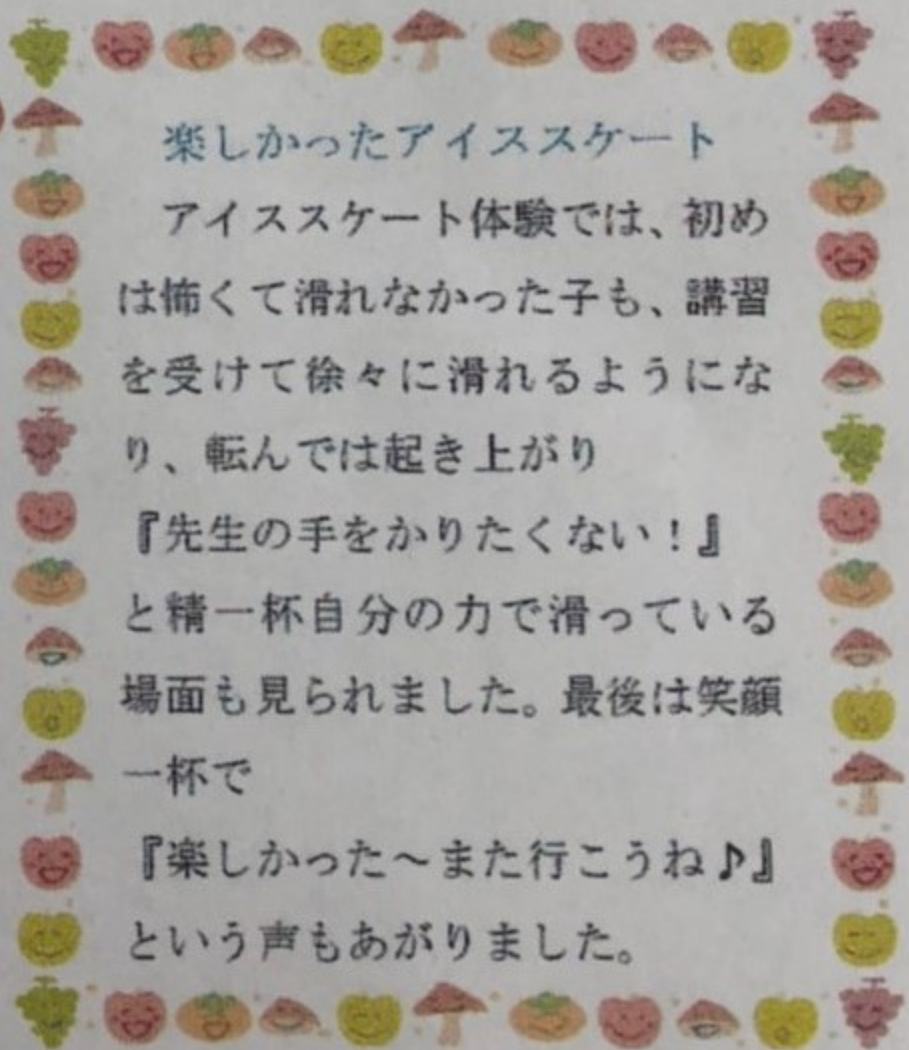 楽しかったアイススケート
アイススケート体験では、初め
は怖くて滑れなかった子も、講習
を受けて徐々に滑れるようにな
り、転んでは起き上がり
『先生の手をかりたくない!』
と精一杯自分の力で滑っている
場面も見られました。最後は笑顔
一杯で
『楽しかった~また行こうね♪』
という声もあがりました。